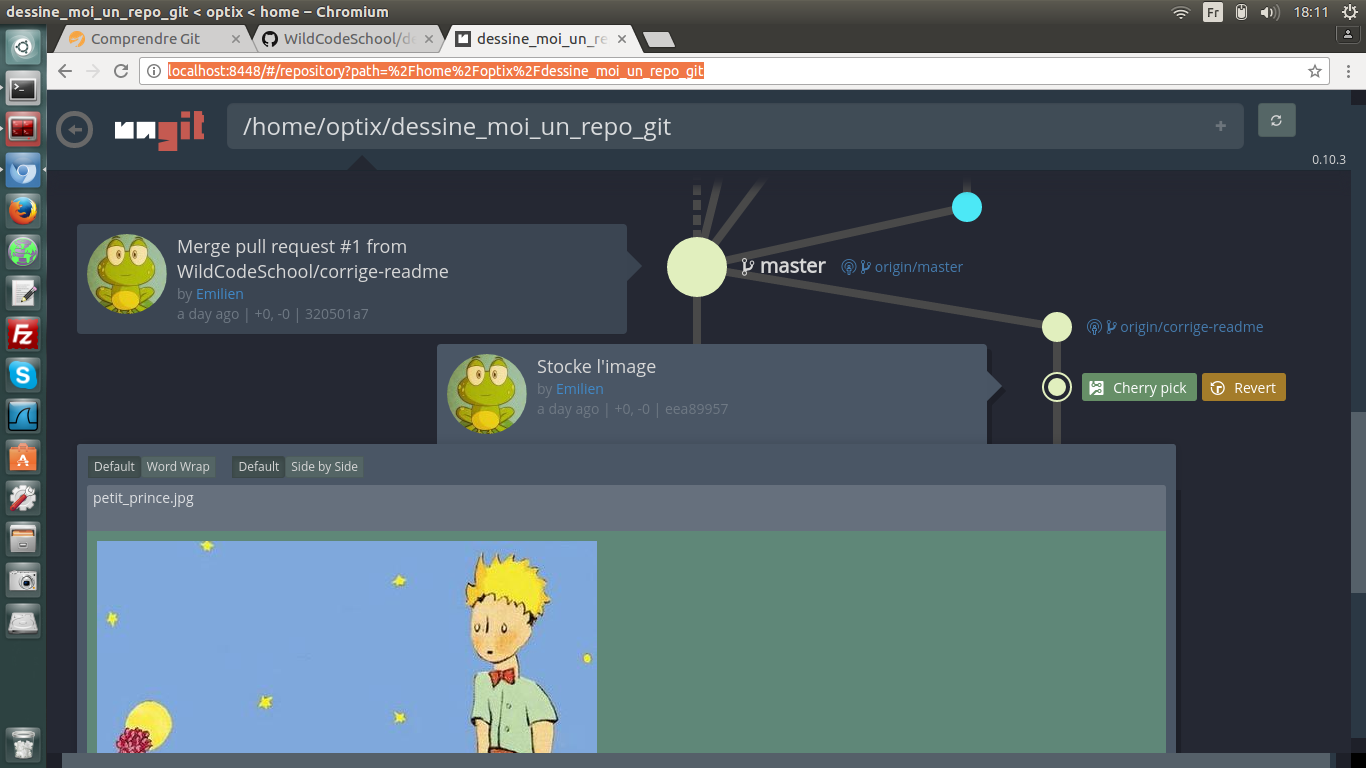 dessine_moi_un_repo_git < optix < home – Chromium
Fr
18:11
Comprendre Git
WildCodeSchool/de
dessine_moi_un_re
localhost:8448/#/repository?path=%2Fhome%2Foptix%2Fdessine_moi_un_repo_git
ungit
/home/optix/dessine_moi_un_repo_git
+
0.10.3
Merge pull request #1 from
WildCodeSchool/corrige-readme
by Emilien
a day ago | +0, -0 | 320501a7
master
origin/master
origin/corrige-readme
Stocke l'image
by Emilien
a day ago | +0, -0 | eea89957
Cherry pick
Revert
Default Word Wrap Default Side by Side
petit_prince.jpg